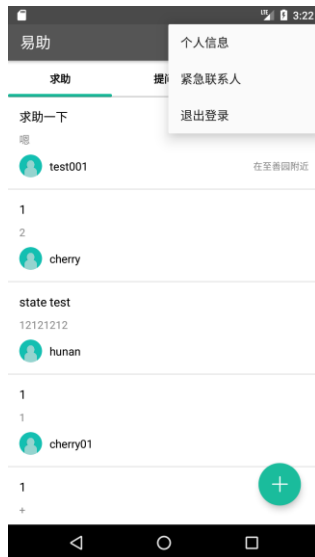 3:22
易助
个人信息
紧急联系人
退出登录
求助
求助一下
嗯
test001
在至善园附近
1
2
cherry
state test
12121212
hunan
1
1
cherry01
1
+